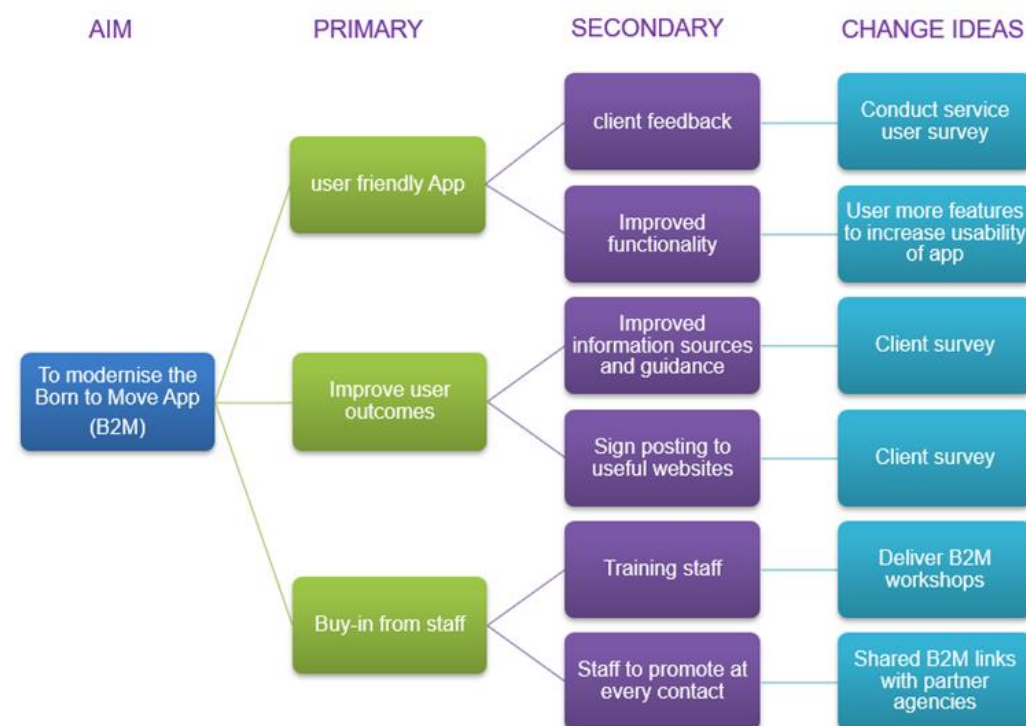 AIM
PRIMARY
SECONDARY
CHANGE IDEAS
To modernise the
Born to Move App
(B2M)
user friendly App
Improve user
outcomes
Buy-in from staff
client feedback
Improved
functionality
Improved
information sources
and guidance
Sign posting to
useful websites
Training staff
Staff to promote at
every contact
Conduct service
user survey
User more features
to increase usability
of app
Client survey
Client survey
Deliver B2M
workshops
Shared B2M links
with partner
agencies